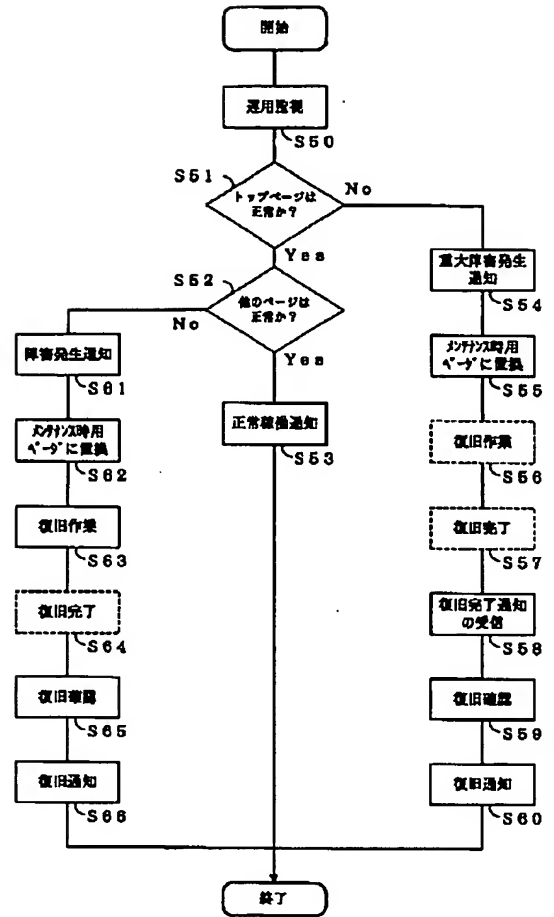 開始
運用監視
S50
S51
トップページは
正常か?
No
Yes
S52
他のページは
正常か?
No
Yes
重大障害発生
通知
S54
障害発生通知
S61
正常稼働通知
S53
メンテナンス時用
ページに置換
S55
メンテナンス時用
ページに置換
S62
復旧作業
S56
復旧作業
S63
復旧完了
S57
復旧完了
S64
復旧完了通知
の受信
S58
復旧確認
S65
復旧確認
S59
復旧通知
S66
復旧通知
S60
終了